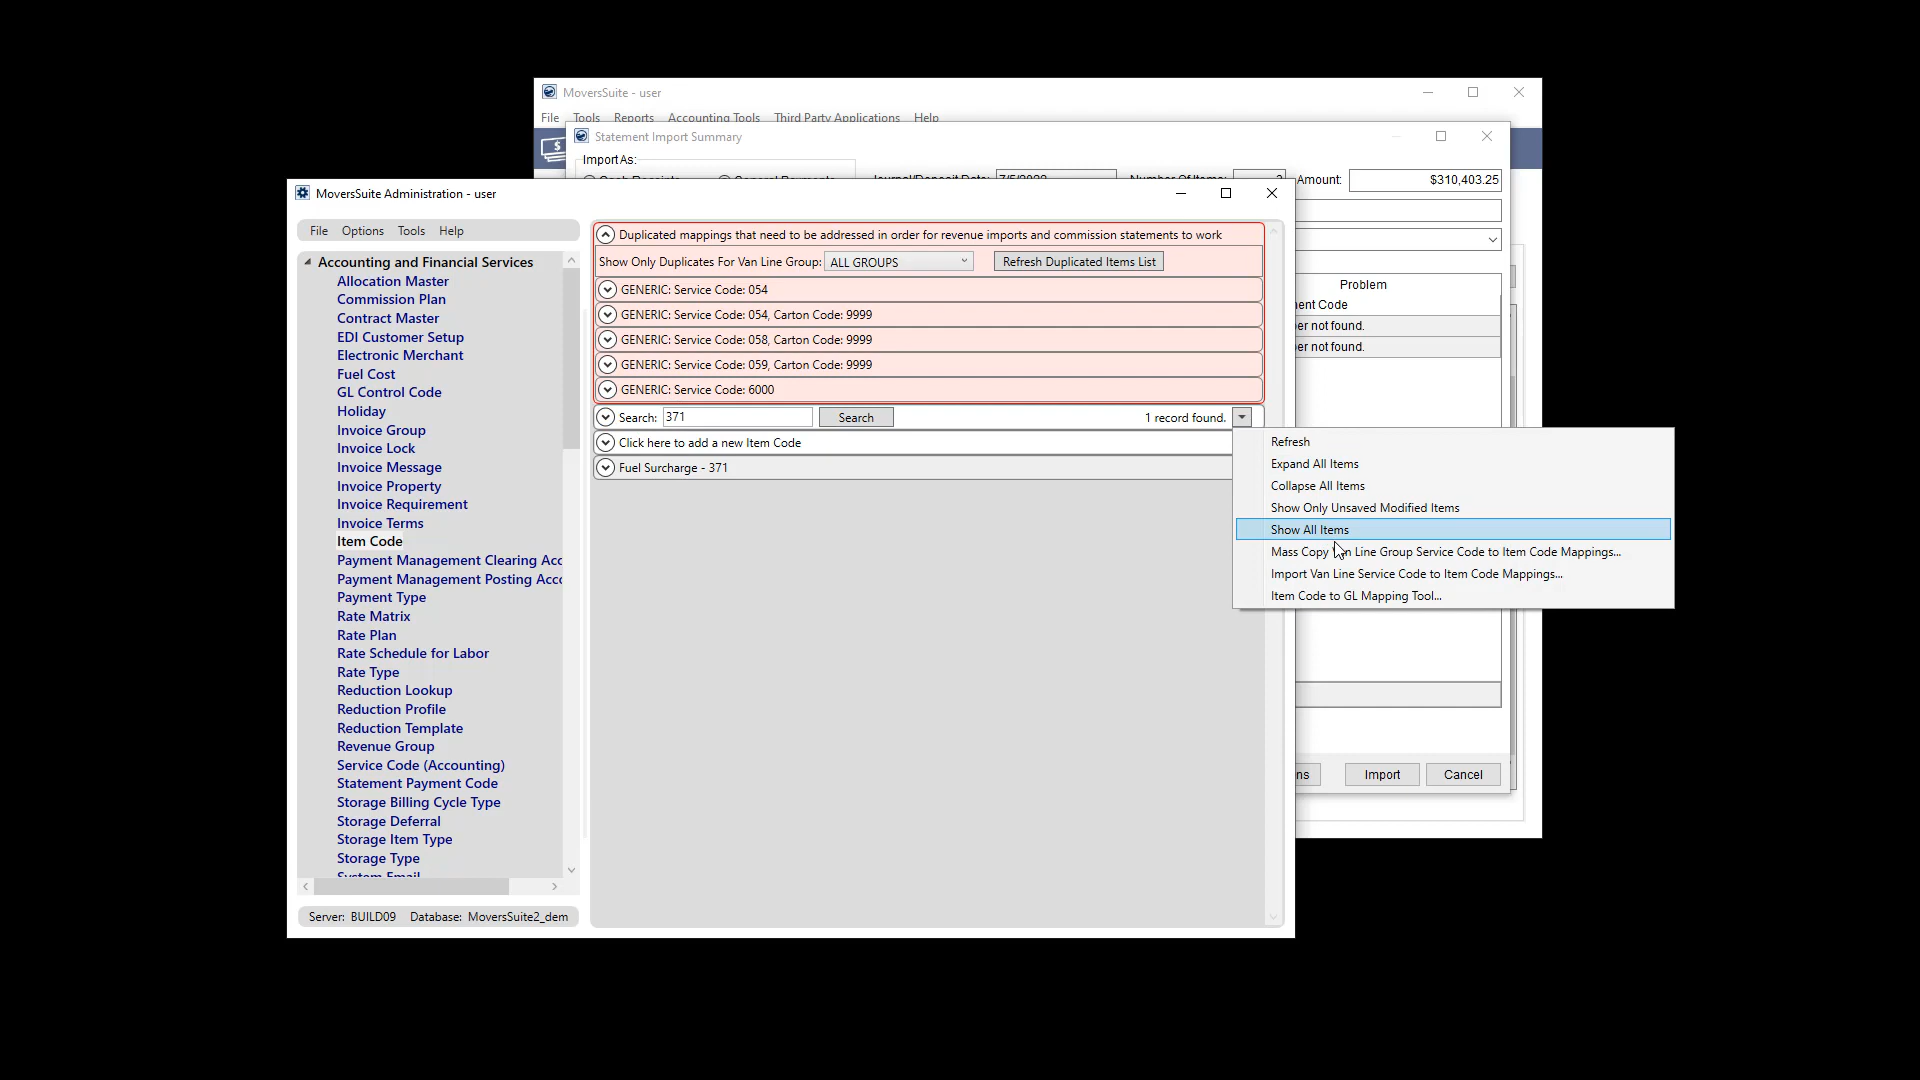 MoversSuite - user
File Tools Reports Accounting Tools Third Party Applications Help
Statement Import Summary
Import As:
Amount: $310,403.25
Problem
ment Code
er not found.
er not found.
ns Import Cancel
MoversSuite Administration - user
File Options Tools Help
Accounting and Financial Services
Allocation Master
Commission Plan
Contract Master
EDI Customer Setup
Electronic Merchant
Fuel Cost
GL Control Code
Holiday
Invoice Group
Invoice Lock
Invoice Message
Invoice Property
Invoice Requirement
Invoice Terms
Item Code
Payment Management Clearing Acc
Payment Management Posting Acco
Payment Type
Rate Matrix
Rate Plan
Rate Schedule for Labor
Rate Type
Reduction Lookup
Reduction Profile
Reduction Template
Revenue Group
Service Code (Accounting)
Statement Payment Code
Storage Billing Cycle Type
Storage Deferral
Storage Item Type
Storage Type
System Email
Server: BUILD09 Database: MoversSuite2_dem
Duplicated mappings that need to be addressed in order for revenue imports and commission statements to work
Show Only Duplicates For Van Line Group: ALL GROUPS Refresh Duplicated Items List
GENERIC: Service Code: 054
GENERIC: Service Code: 054, Carton Code: 9999
GENERIC: Service Code: 058, Carton Code: 9999
GENERIC: Service Code: 059, Carton Code: 9999
GENERIC: Service Code: 6000
Search: 371 Search 1 record found.
Click here to add a new Item Code
Fuel Surcharge - 371
Refresh
Expand All Items
Collapse All Items
Show Only Unsaved Modified Items
Show All Items
Mass Copy Van Line Group Service Code to Item Code Mappings...
Import Van Line Service Code to Item Code Mappings...
Item Code to GL Mapping Tool...